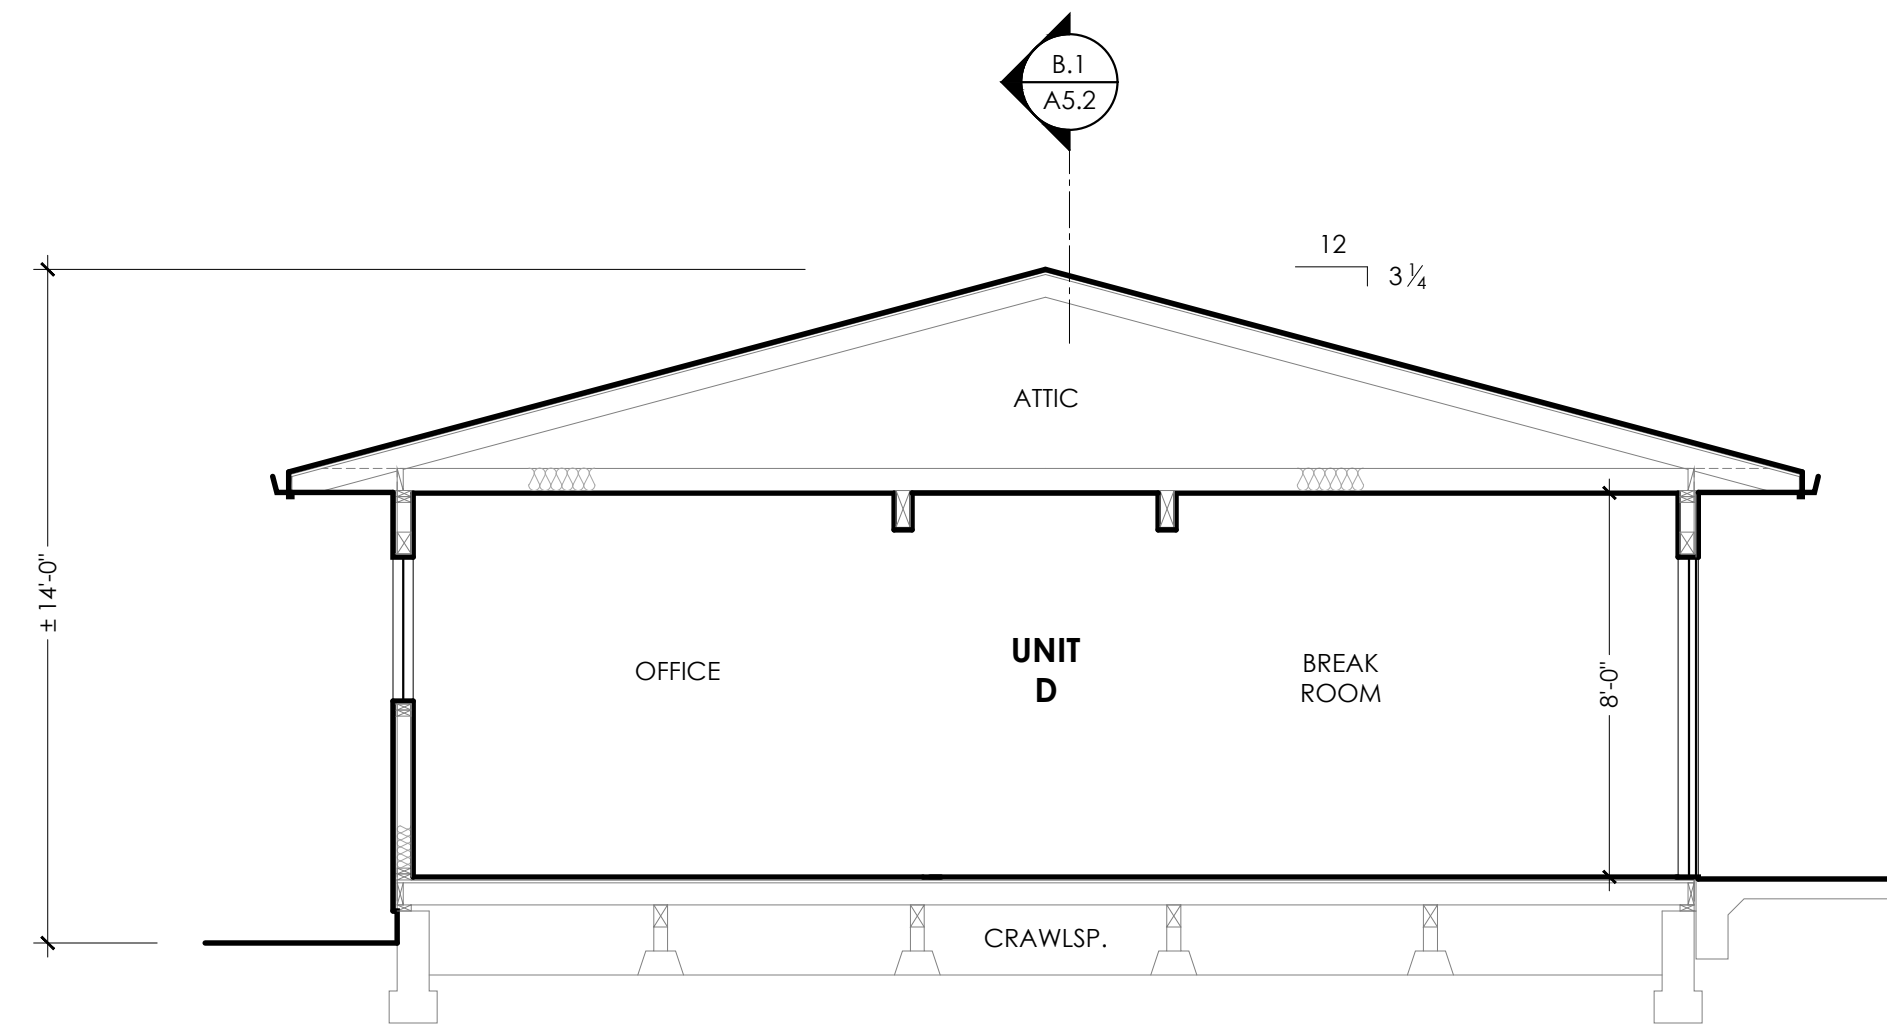 B.1
A5.2
12
3 1/4
ATTIC
± 14'-0"
OFFICE
UNIT
D
BREAK
ROOM
8'-0"
CRAWLSP.